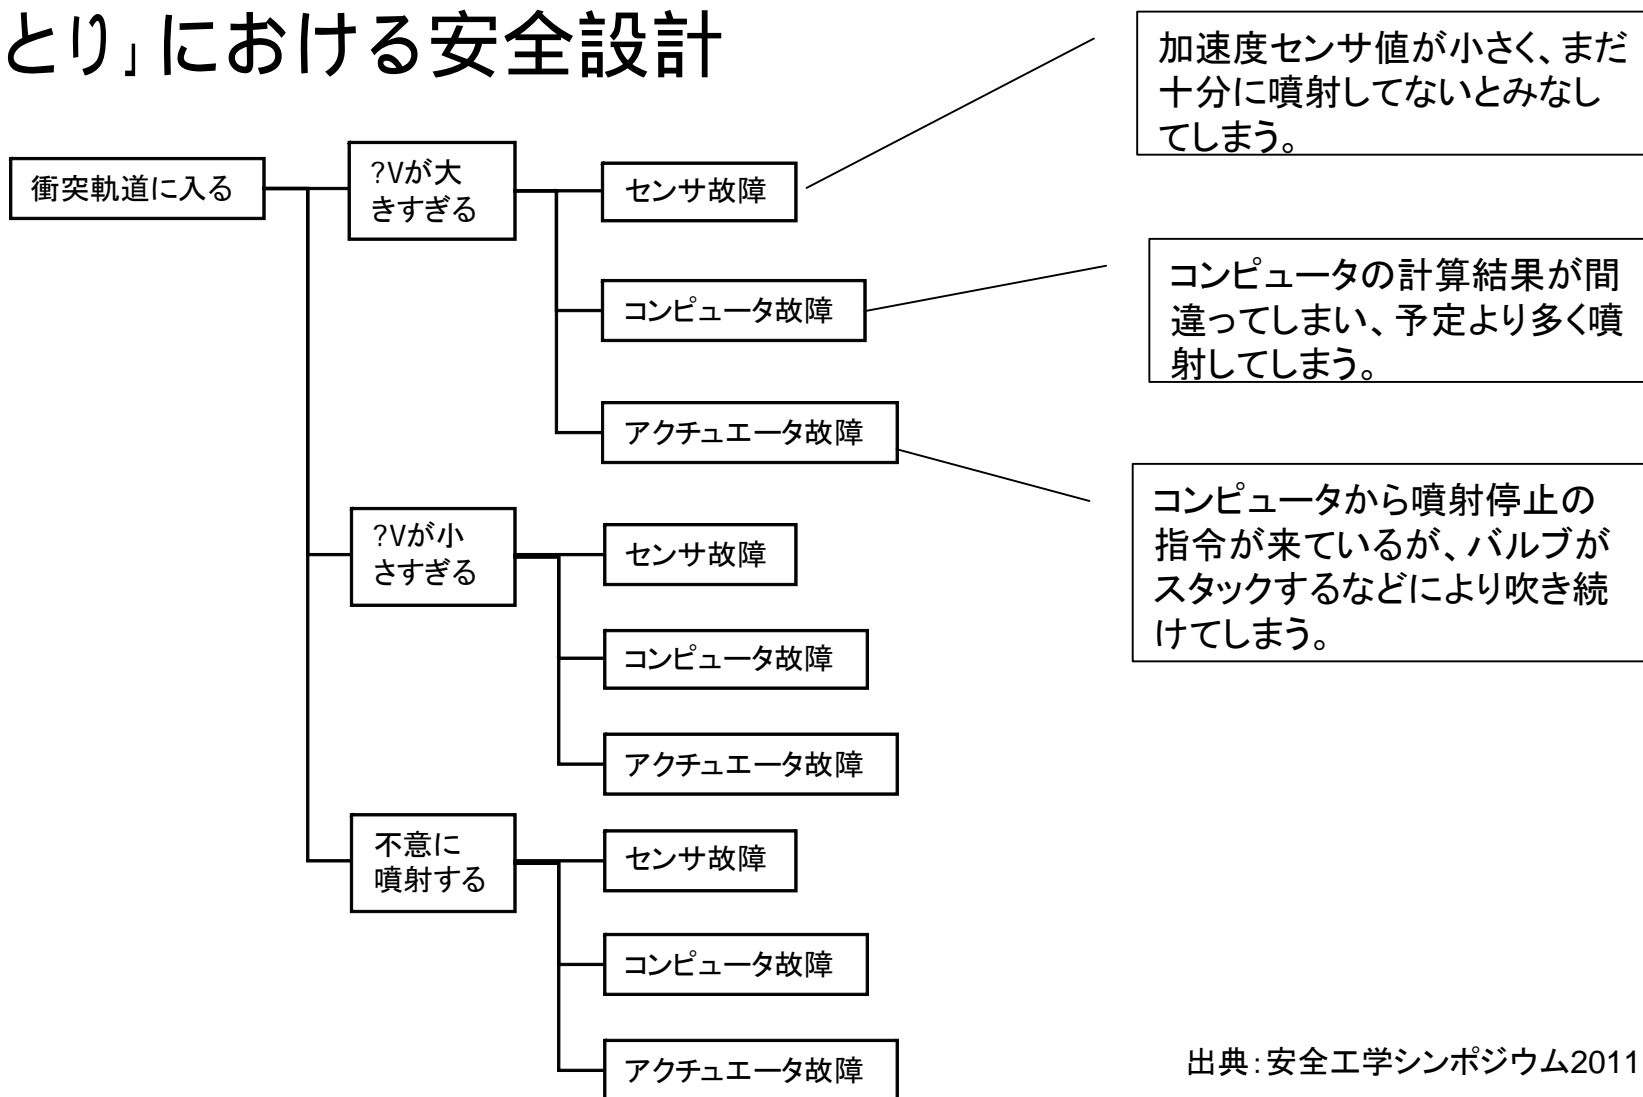 とり」における安全設計
加速度センサ値が小さく、まだ
十分に噴射してないとみなし
てしまう。
衝突軌道に入る
?Vが大
きすぎる
センサ故障
コンピュータ故障
コンピュータの計算結果が間
違ってしまい、予定より多く噴
射してしまう。
アクチュエータ故障
コンピュータから噴射停止の
指令が来ているが、バルブが
スタックするなどにより吹き続
けてしまう。
?Vが小
さすぎる
センサ故障
コンピュータ故障
アクチュエータ故障
不意に
噴射する
センサ故障
コンピュータ故障
アクチュエータ故障
出典:安全工学シンポジウム2011